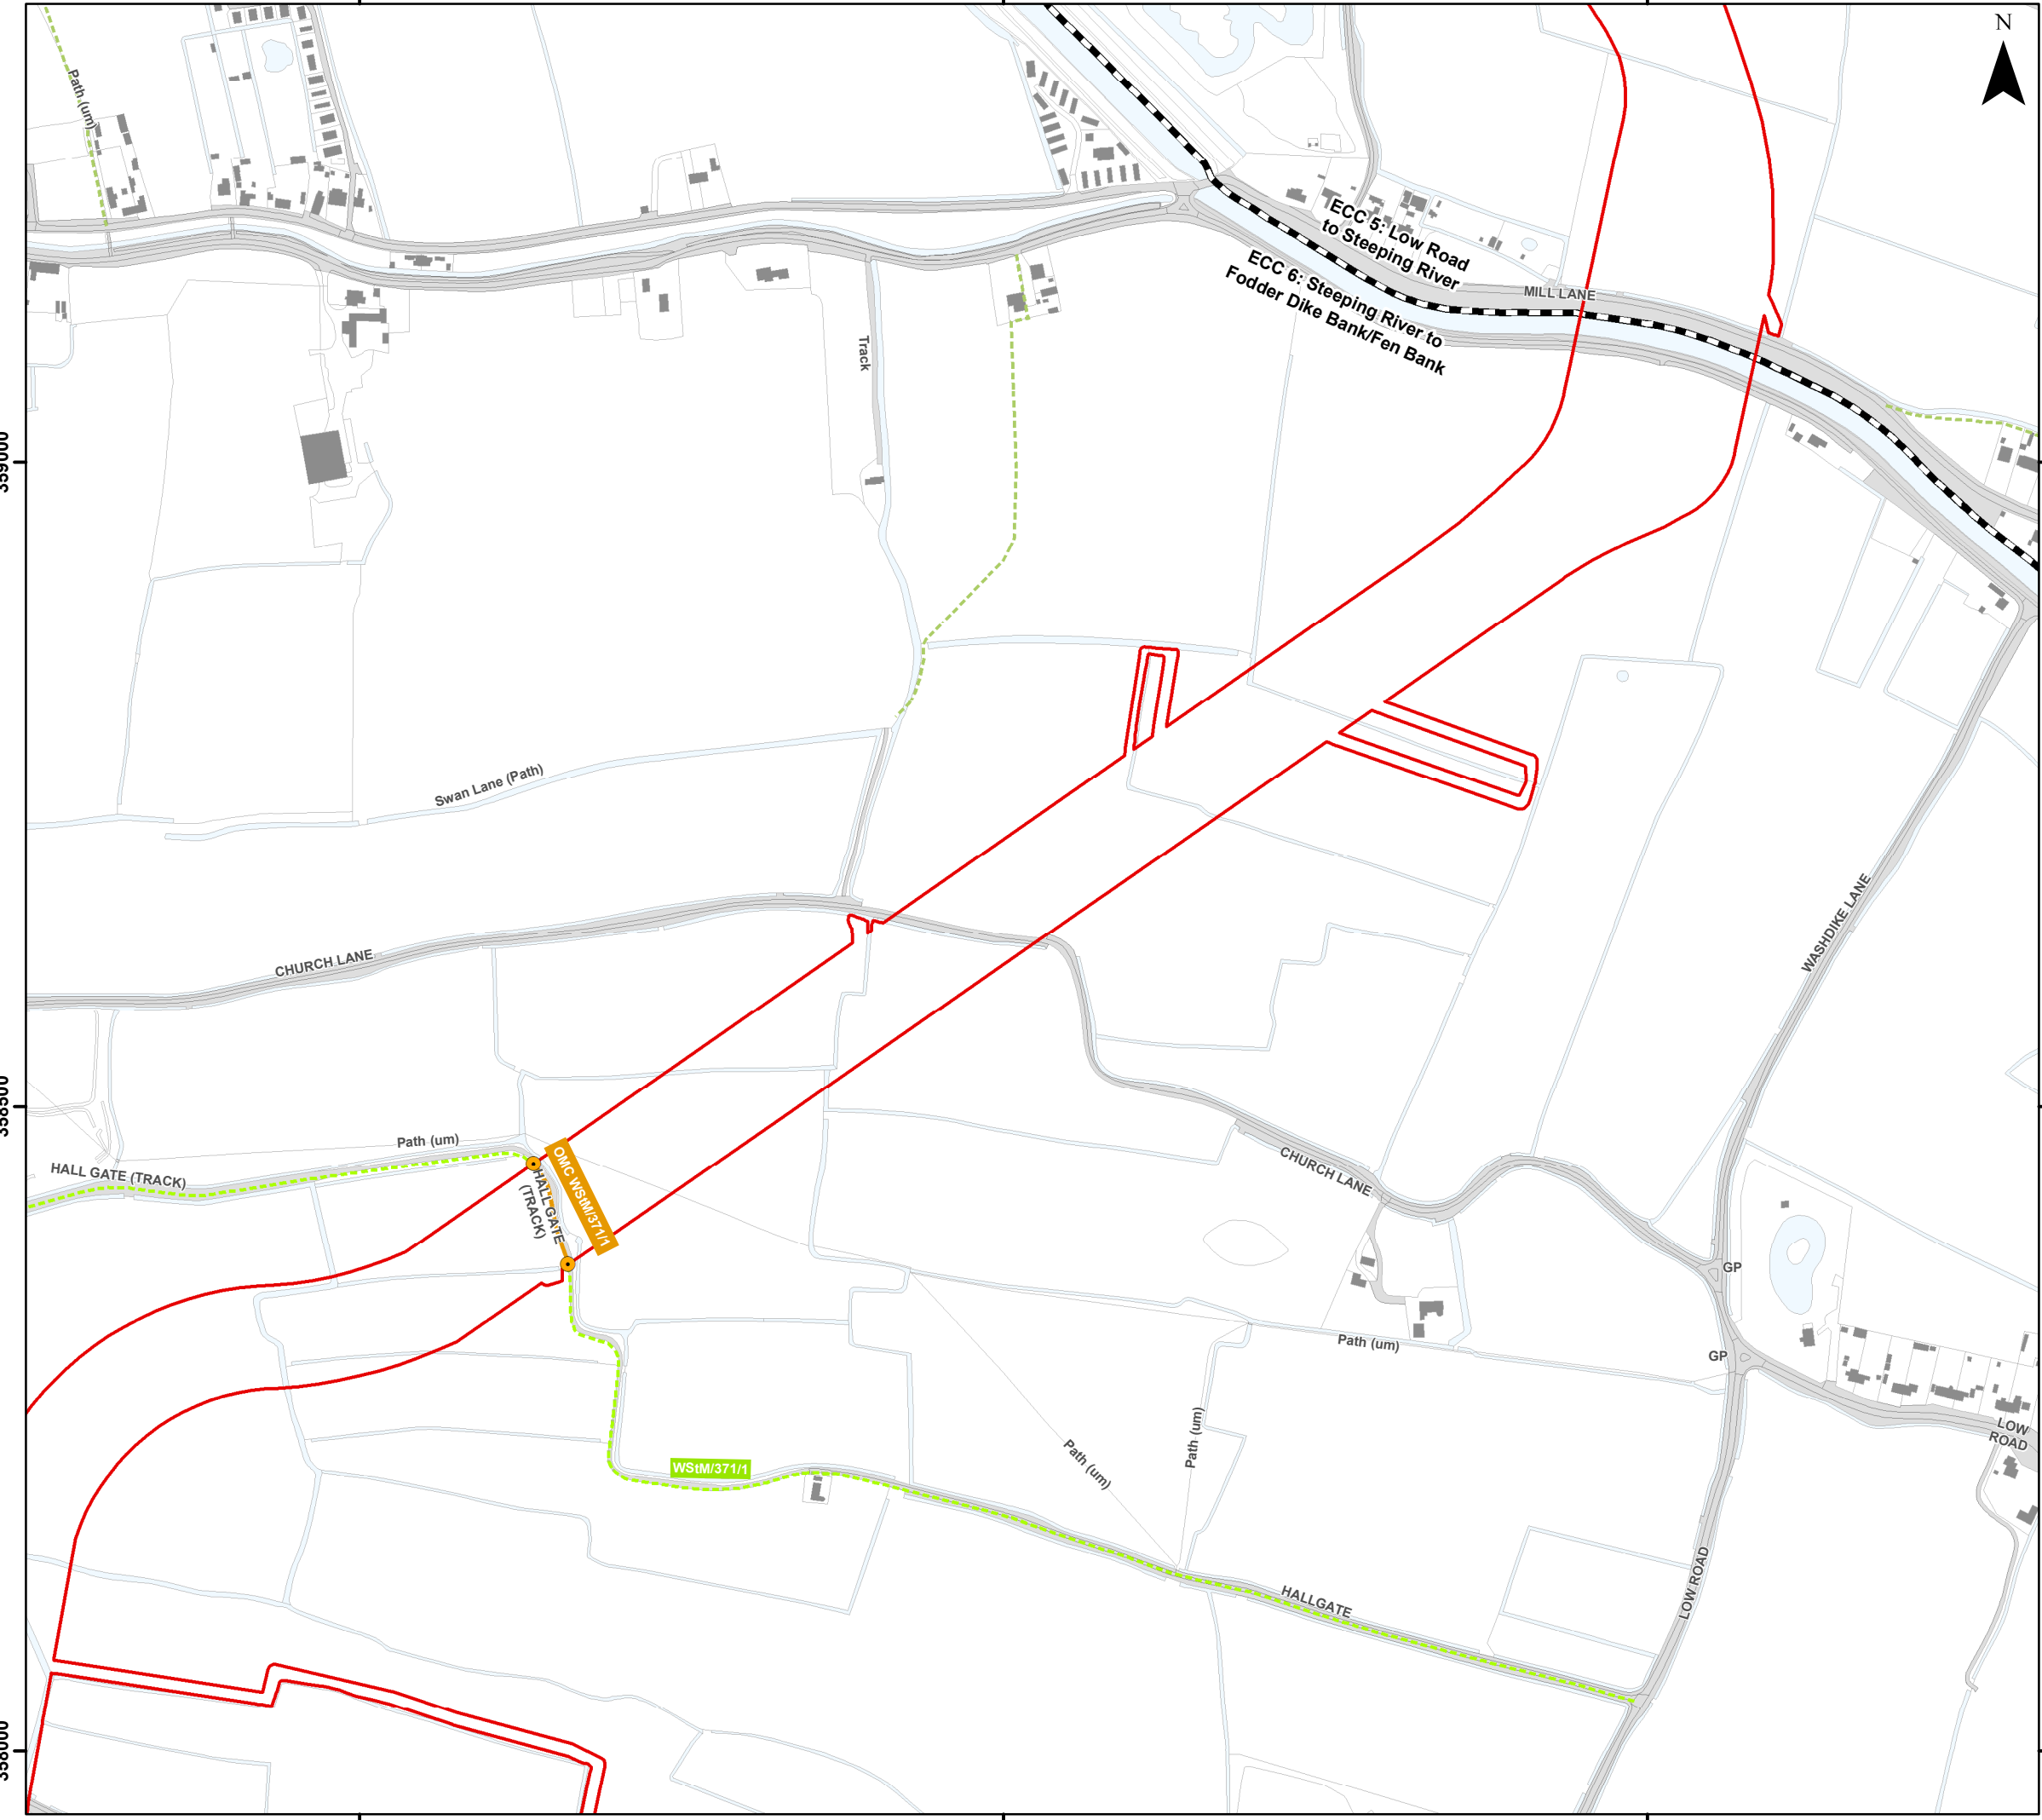 N
Path (um)
ECC 5: Low Road
to Steeping River
ECC 6: Steeping River to
Fodder Dike Bank/Fen Bank
MILL LANE
Track
359000
Swan Lane (Path)
CHURCH LANE
WASHDIKE LANE
358500
Path (um)
HALL GATE (TRACK)
OMC WStM/371/1
HALL GATE
(TRACK)
CHURCH LANE
GP
GP
Path (um)
LOW
ROAD
Path (um)
Path (um)
WStM/371/1
HALLGATE
LOW ROAD
358000